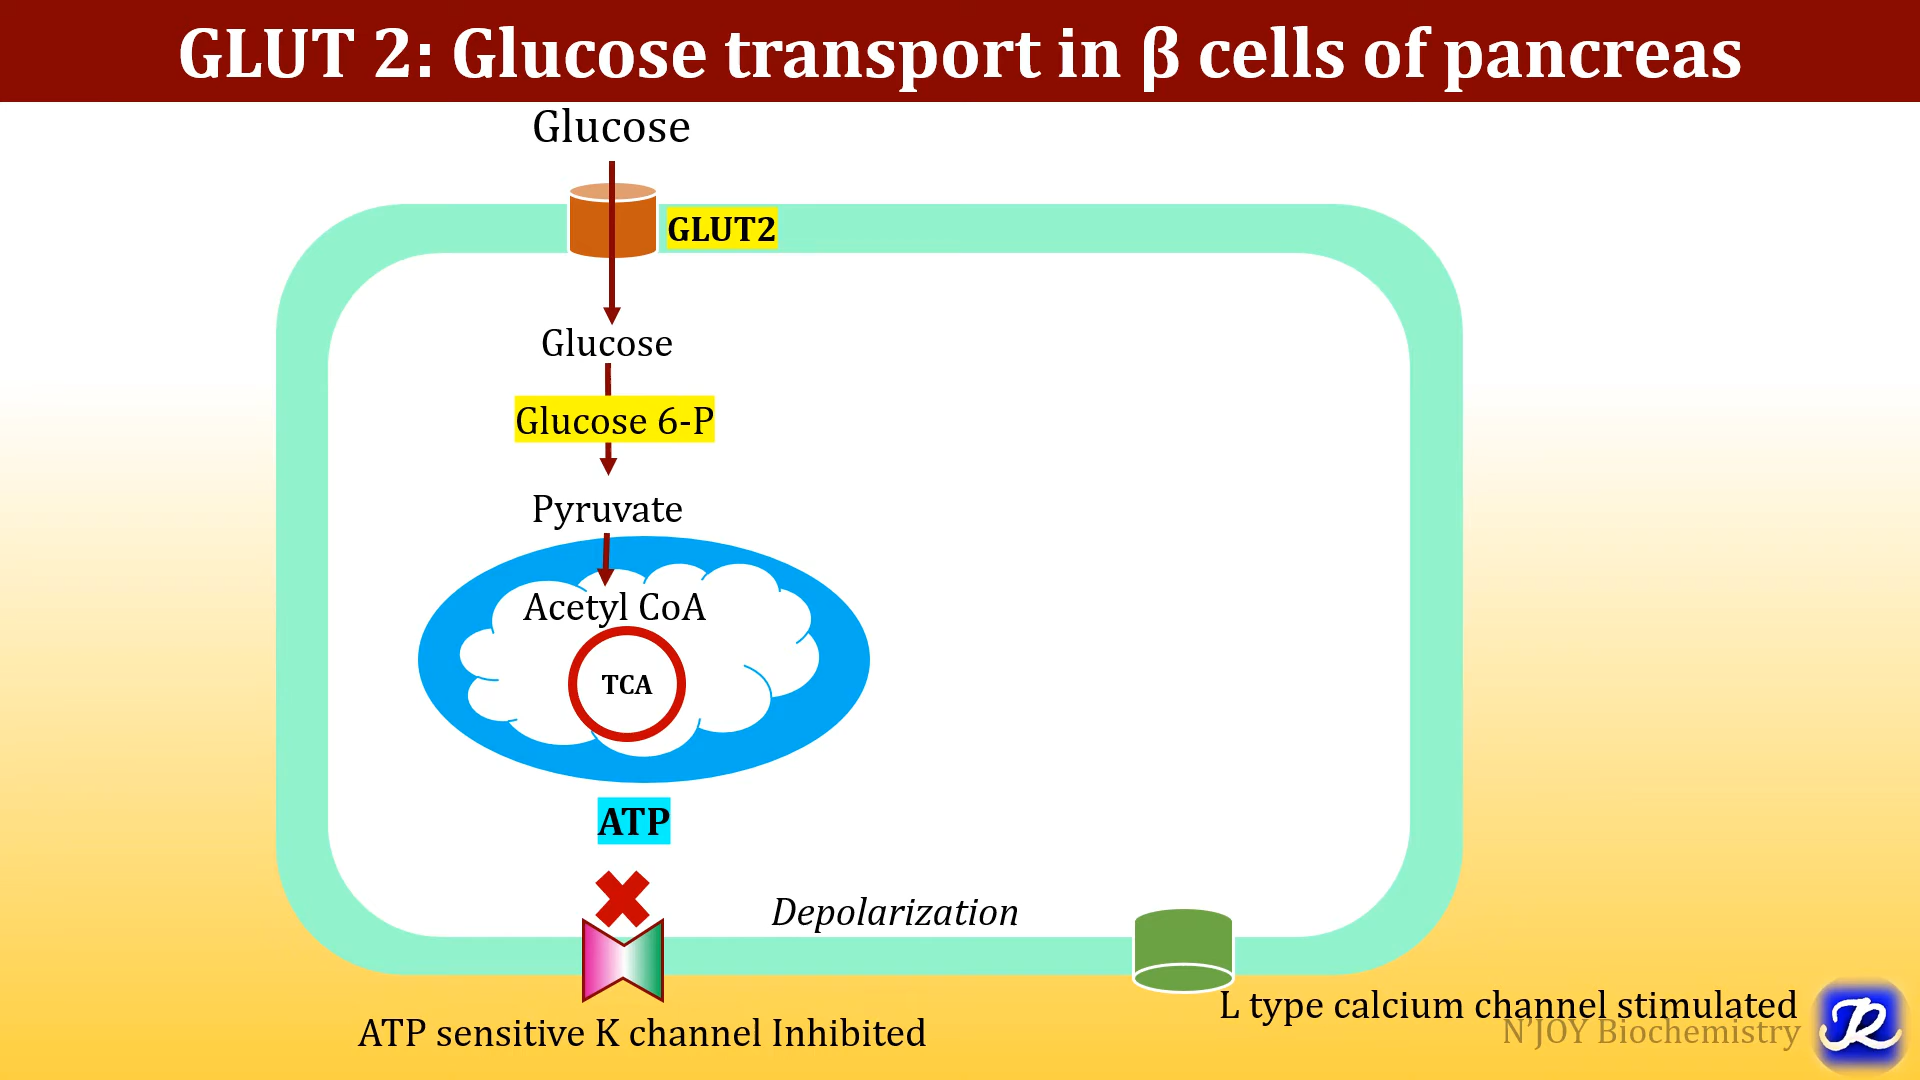 GLUT 2: Glucose transport in β cells of pancreas
Glucose
GLUT2
Glucose
Glucose 6-P
Pyruvate
Acetyl CoA
TCA
ATP
Depolarization
L type calcium channel stimulated
ATP sensitive K channel Inhibited
N'JOY Biochemistry